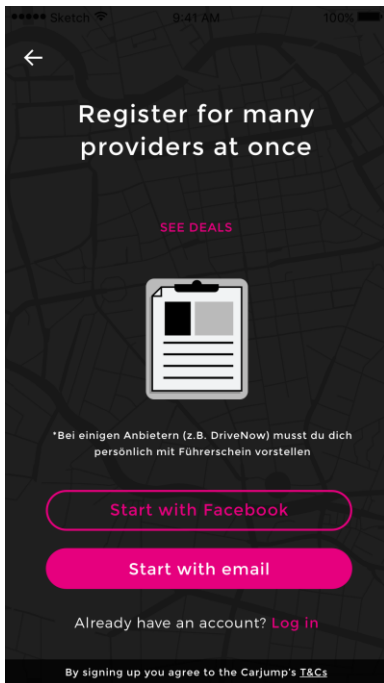 Sketch 9:41 AM 100%
Register for many
providers at once
SEE DEALS
*Bei einigen Anbietern (z.B. DriveNow) musst du dich
persönlich mit Führerschein vorstellen
Start with Facebook
Start with email
Already have an account? Log in
By signing up you agree to the Carjump's T&Cs